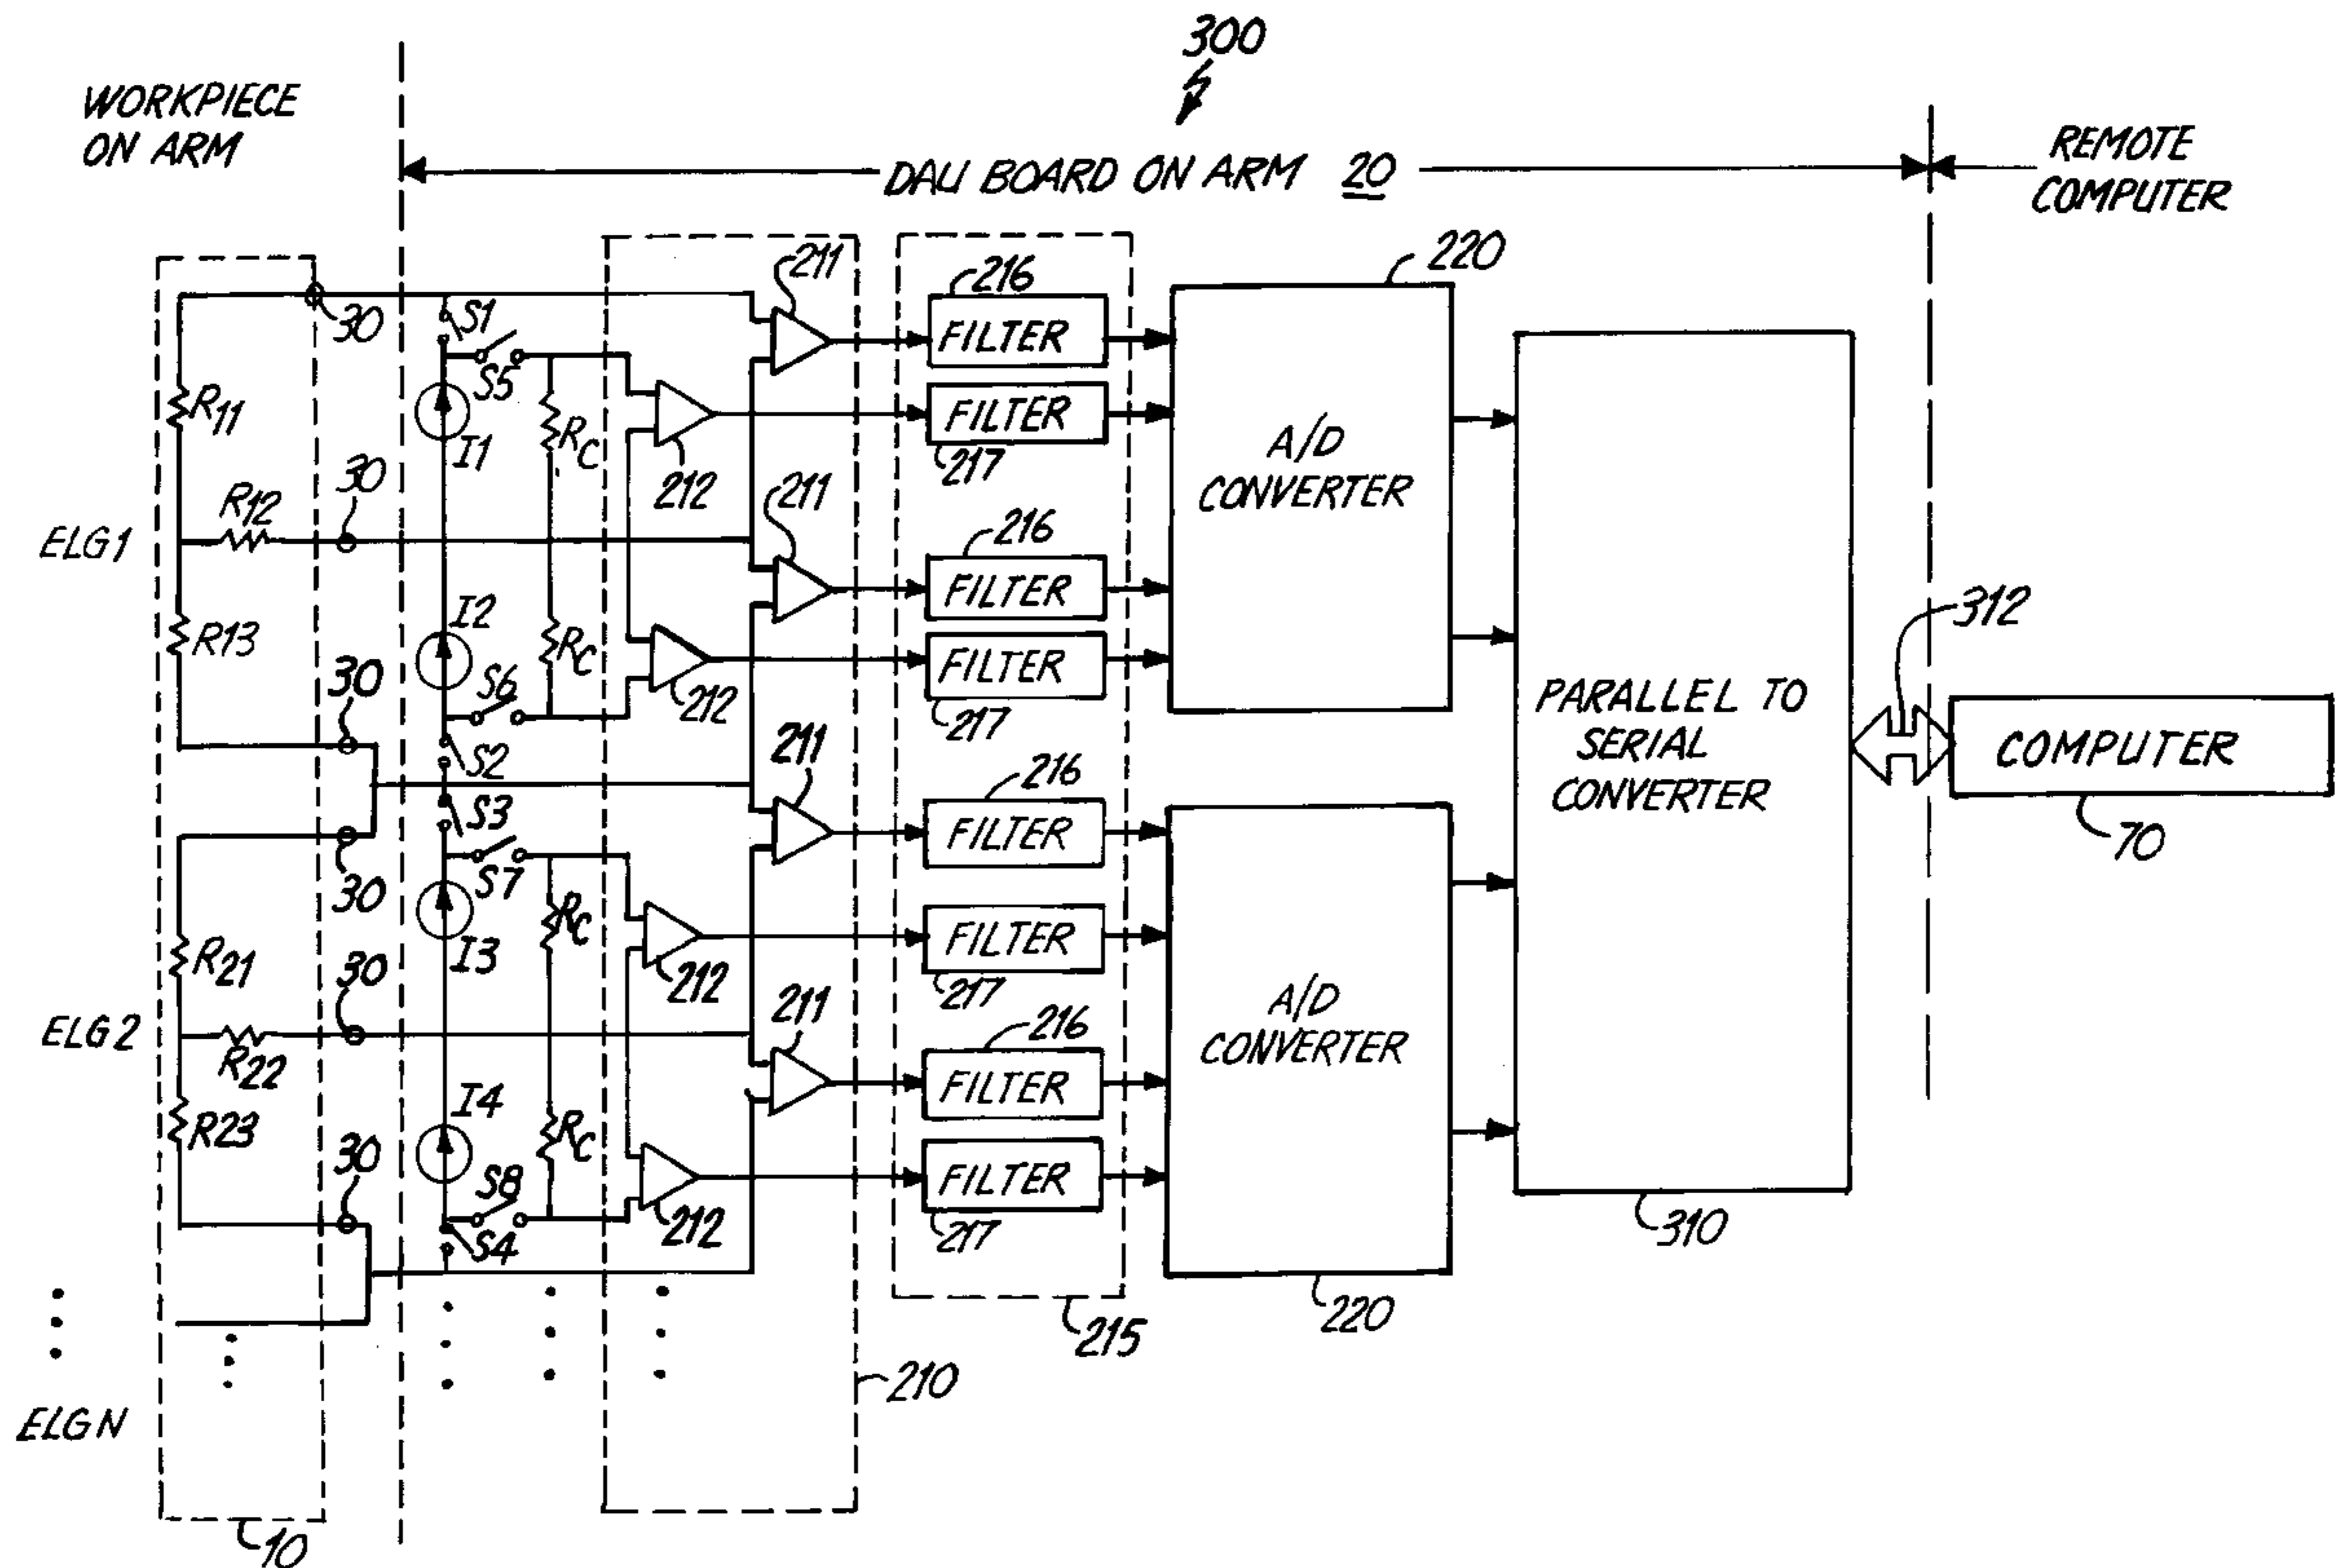 300
WORKPIECE
ON ARM
DAU BOARD ON ARM 20
REMOTE
COMPUTER
211
216
220
30
S1
FILTER
S5
R11
I1
RC
212
FILTER
217
A/D
CONVERTER
R12
30
211
216
ELG1
FILTER
312
I2
R13
RC
FILTER
30
S6
212
217
PARALLEL TO
SERIAL
CONVERTER
S2
211
216
COMPUTER
S3
FILTER
70
30
S7
RC
I3
FILTER
R21
30
212
217
A/D
CONVERTER
211
216
ELG2
R22
FILTER
I4
R23
RC
30
S8
FILTER
S4
212
217
310
220
215
210
ELGN
10